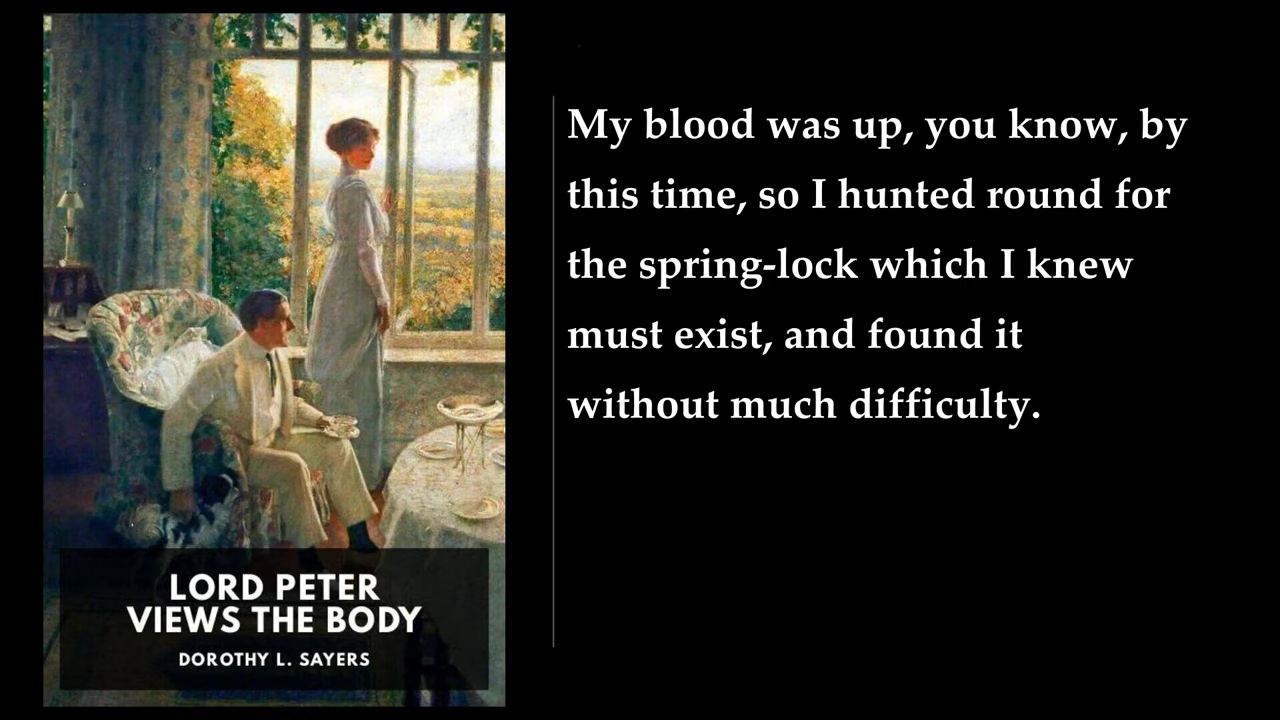 My blood was up, you know, by
this time, so I hunted round for
the spring-lock which I knew
must exist, and found it
without much difficulty.
LORD PETER
VIEWS THE BODY
DOROTHY L. SAYERS